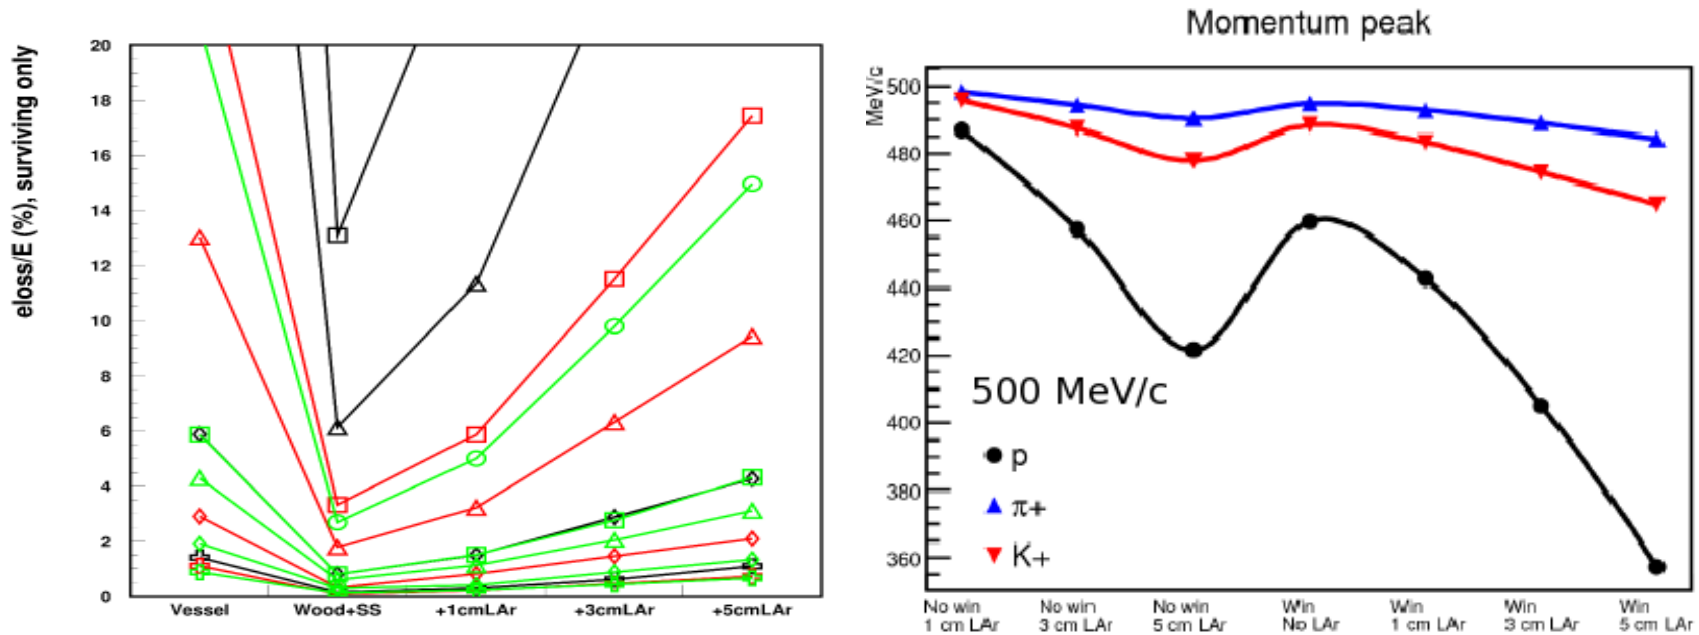 eloss/E (%), surviving only
20
18
16
14
12
10
8
6
4
2
0
Vessel
Wood+SS
+1cmLAr
+3cmLAr
+5cmLAr
Momentum peak
MeV/c
500
480
460
440
420
400
380
360
500 MeV/c
p
π+
K+
No win
1 cm LAr
No win
3 cm LAr
No win
5 cm LAr
Win
No LAr
Win
1 cm LAr
Win
3 cm LAr
Win
5 cm LAr